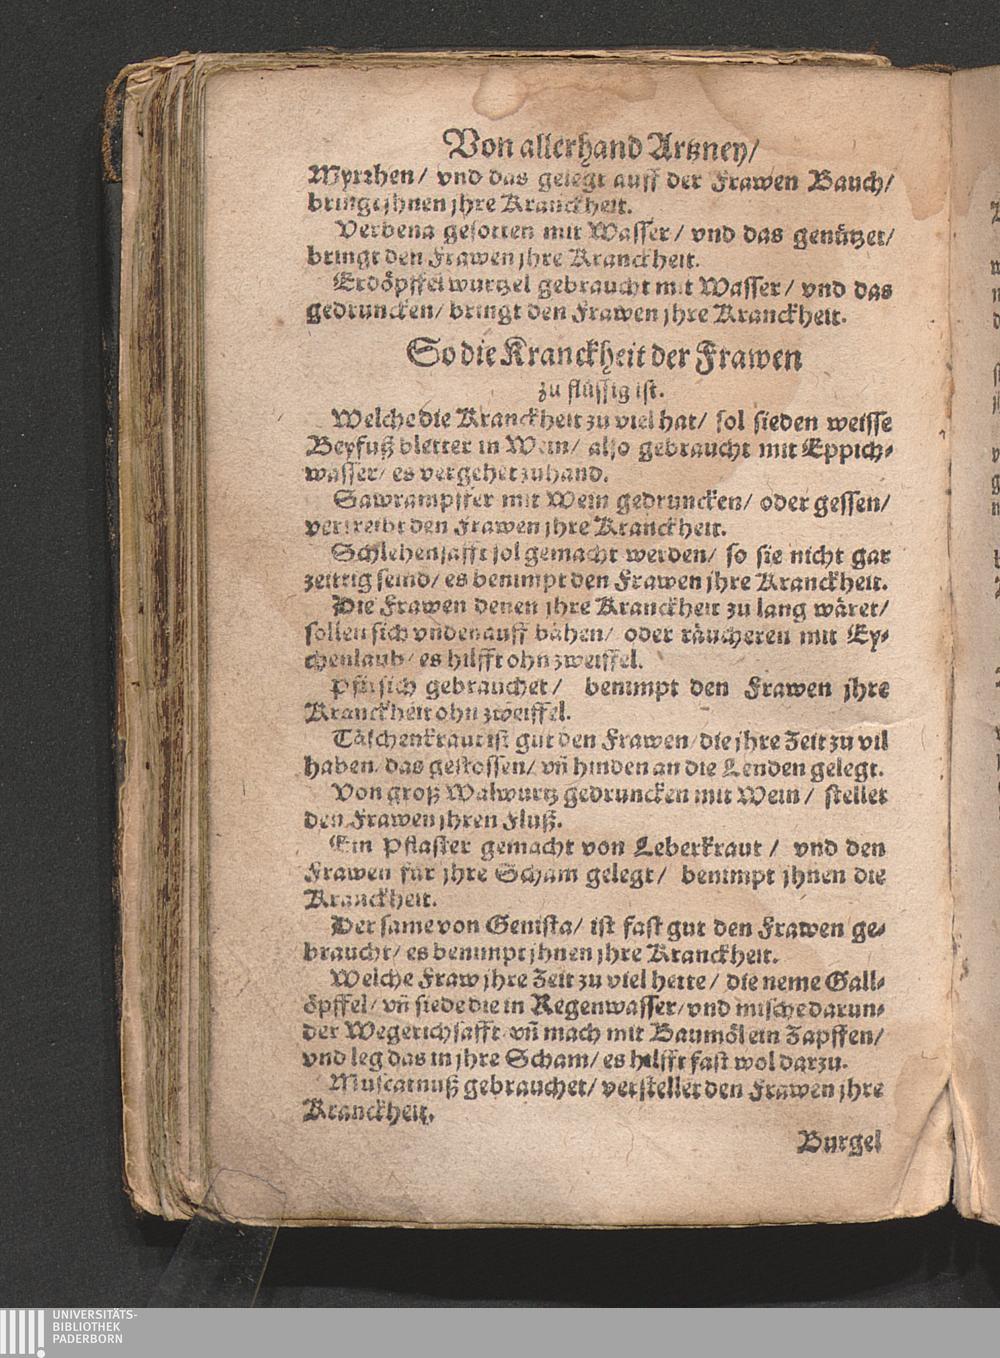 Von allerhand Artzney/
Myrrhen/ vnd das gelegt auff der Frawen Bauch/
bringt jhnen jhre Kranckheit.
Verbena gesotten mit Wasser/ vnd das genützet/
bringt den Frawen jhre Kranckheit.
Erdöpffelwurtzel gebraucht mit Wasser/ vnd das
gedruncken/ bringt den Frawen jhre Kranckheit.
So die Kranckheit der Frawen
zu flüssig ist.
Welche die Kranckheit zu viel hat/ sol sieden weisse
Beyfuß bletter in Wein/ also gebraucht mit Eppich-
wasser/ es vergehet zuhand.
Sawrampffer mit Wein gedruncken/ oder gessen/
vertreibt den Frawen jhre Kranckheit.
Schlehensafft sol gemacht werden/ so sie nicht gar
zeittig seind/ es benimpt den Frawen jhre Kranckheit.
Die Frawen denen jhre Kranckheit zu lang wäret/
sollen sich vnden auff bähen/ oder räucheren mit Ey-
chenlaub/ es hilfft ohn zweiffel.
Pfirsich gebrauchet/ benimpt den Frawen jhre
Kranckheit ohn zweiffel.
Täschenkraut ist gut den Frawen/ die jhre Zeit zu vil
haben/ das gestossen/ vñ hinden an die Lenden gelegt.
Von groß Walwurtz gedruncken mit Wein/ stellet
den Frawen jhren Fluß.
Ein Pflaster gemacht von Leberkraut/ vnd den
Frawen für jhre Scham gelegt/ benimpt jhnen die
Kranckheit.
Der same von Genista/ ist fast gut den Frawen ge-
braucht/ es benimpt jhnen jhre Kranckheit.
Welche Fraw jhre Zeit zu viel hette/ die neme Gall-
öpffel/ vñ siede die in Regenwasser/ vnd mische darun-
der Wegerichsafft/ vñ mach mit Baumöl ein Zapffen/
vnd leg das in jhre Scham/ es hilfft fast wol darzu.
Muscatnuß gebrauchet/ verstellet den Frawen jhre
Kranckheit.
Burgel
UNIVERSITÄTS-
BIBLIOTHEK
PADERBORN